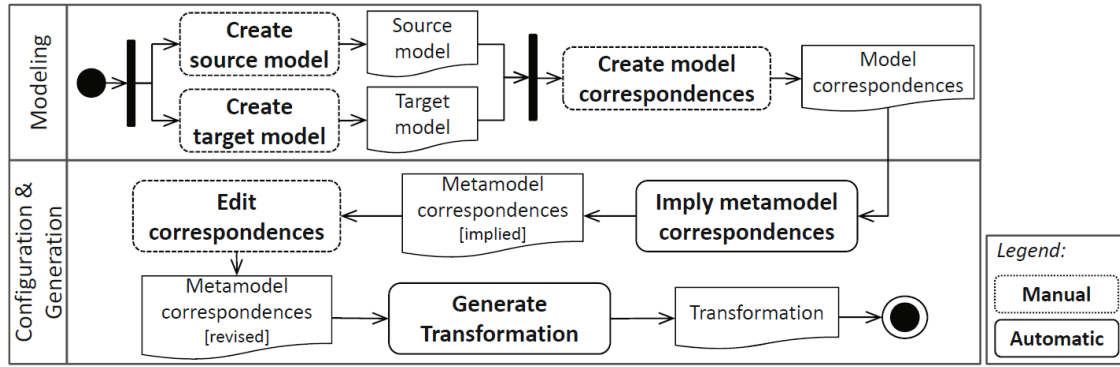 Modeling
Create
source model
Source
model
Create
target model
Target
model
Create model
correspondences
Model
correspondences
Configuration &
Generation
Edit
correspondences
Metamodel
correspondences
[implied]
Imply metamodel
correspondences
Metamodel
correspondences
[revised]
Generate
Transformation
Transformation
Legend:
Manual
Automatic